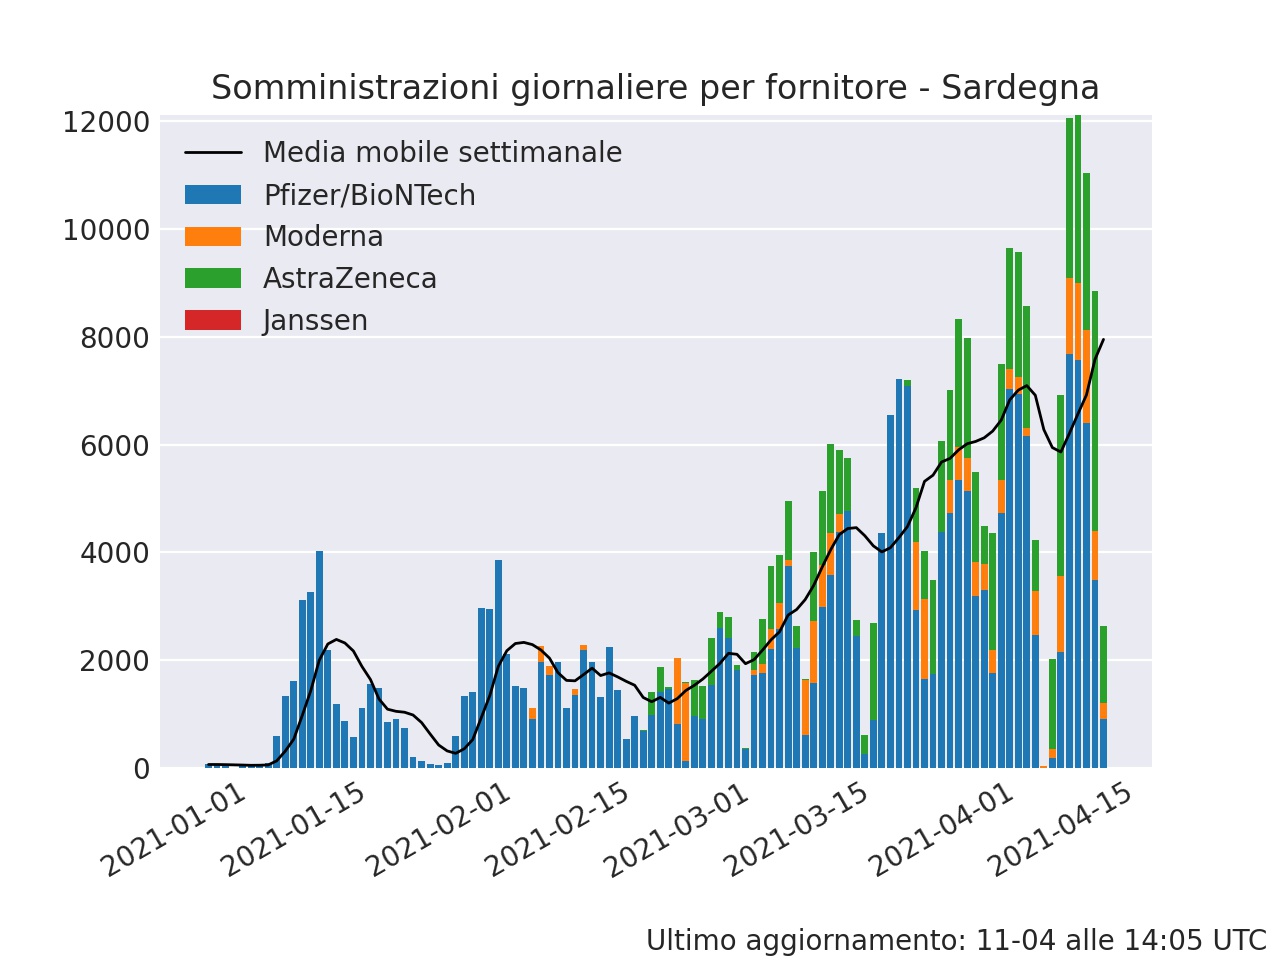 Somministrazioni giornaliere per fornitore - Sardegna
12000
10000
8000
6000
4000
2000
0
Media mobile settimanale
Pfizer/BioNTech
Moderna
AstraZeneca
Janssen
2021-01-01
2021-01-15
2021-02-01
2021-02-15
2021-03-01
2021-03-15
2021-04-01
2021-04-15
Ultimo aggiornamento: 11-04 alle 14:05 UTC